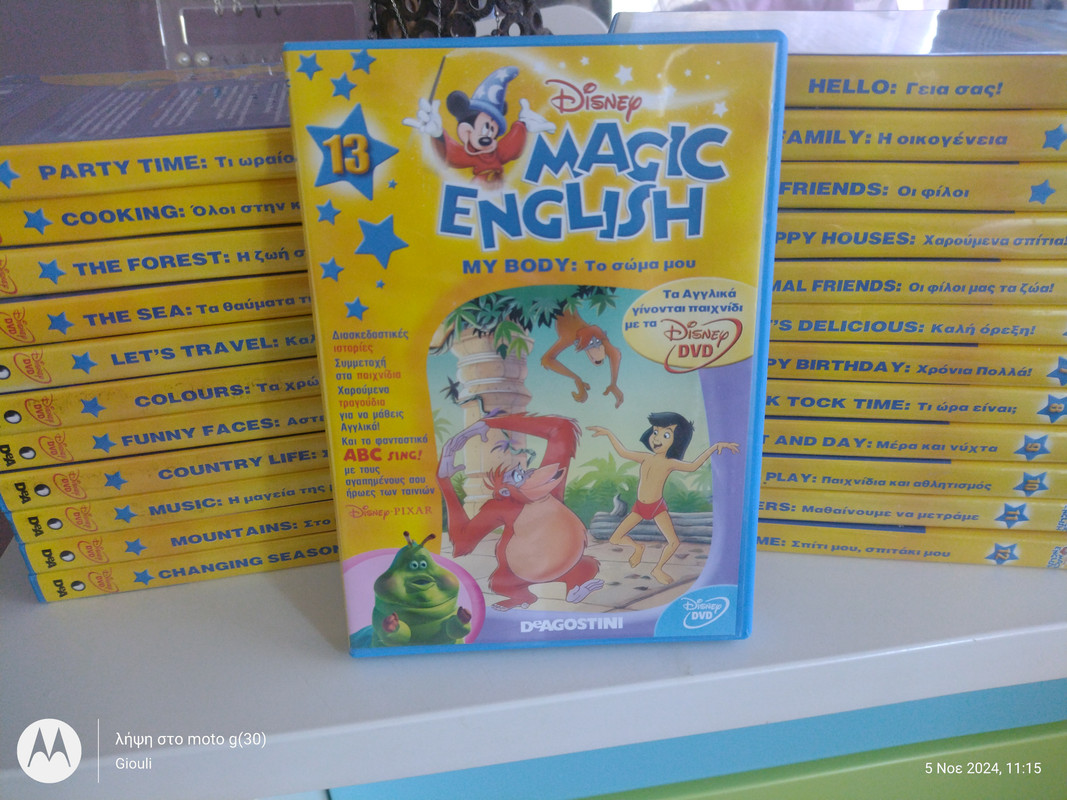 13
DISNEY
MAGIC
ENGLISH
MY BODY: Το σώμα μου
Τα Αγγλικά
γίνονται παιχνίδι
με τα DISNEY
DVD
Διασκεδαστικές
ιστορίες
Συμμετοχή
στα παιχνίδια
Χαρούμενα
τραγούδια
για να μάθεις
Αγγλικά!
Και το φανταστικό
ABC SING!
με τους
αγαπημένους σου
ήρωες των ταινιών
Disney·PIXAR
DeAGOSTINI
DISNEY
DVD
PARTY TIME: Τι ωραίο
COOKING: Όλοι στην κ
THE FOREST: Η ζωή σ
THE SEA: Τα θαύματα τ
LET'S TRAVEL: Καλ
COLOURS: Τα χρώ
FUNNY FACES: Αστε
COUNTRY LIFE:
MUSIC: Η μαγεία της
MOUNTAINS: Στο
CHANGING SEASON
HELLO: Γεια σας!
FAMILY: Η οικογένεια
FRIENDS: Οι φίλοι
PPY HOUSES: Χαρούμενα σπίτια!
MAL FRIENDS: Οι φίλοι μας τα ζώα!
'S DELICIOUS: Καλή όρεξη!
PY BIRTHDAY: Χρόνια Πολλά!
K TOCK TIME: Τι ώρα είναι; 8
T AND DAY: Μέρα και νύχτα 9
PLAY: Παιχνίδια και αθλητισμός 10
ERS: Μαθαίνουμε να μετράμε 11
ME: Σπίτι μου, σπιτάκι μου 12
λήψη στο moto g(30)
Giouli
5 Νοε 2024, 11:15